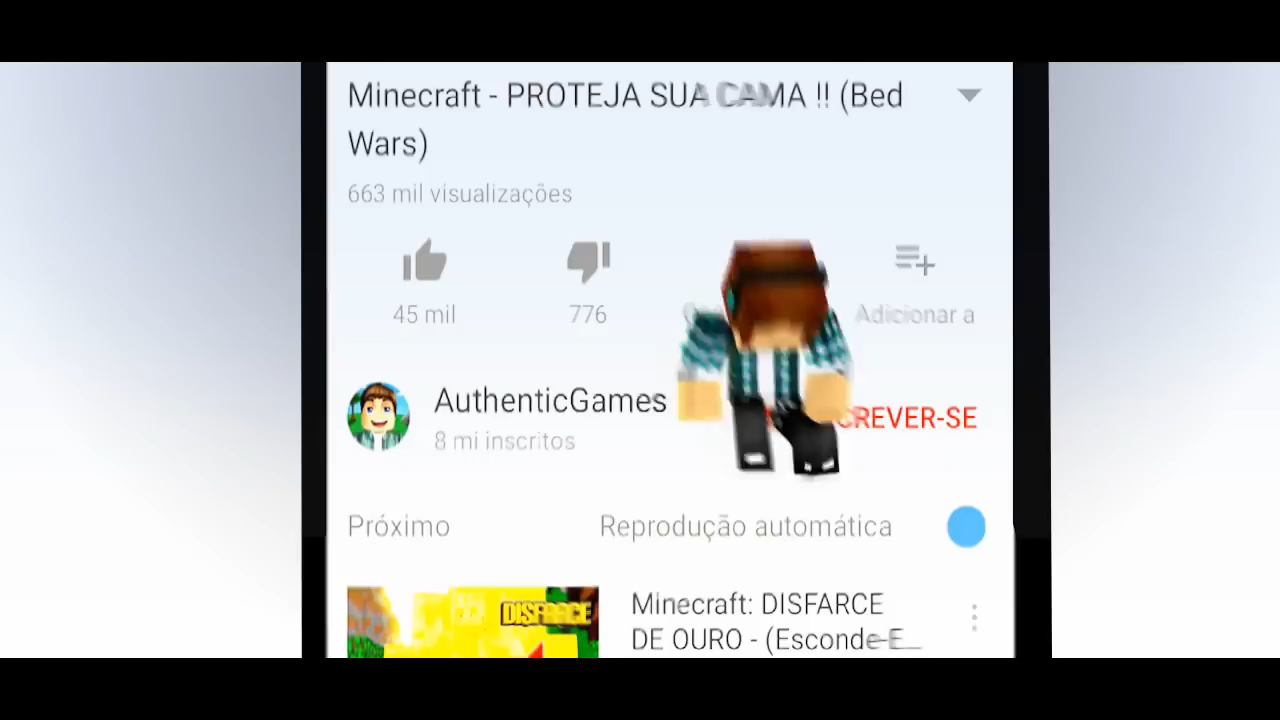 Minecraft - PROTEJA SUA CAMA !! (Bed
Wars)
663 mil visualizações
45 mil
776
Adicionar a
AuthenticGames
8 mi inscritos
CREVER-SE
Próximo
Reprodução automática
DISFARCE
Minecraft: DISFARCE
DE OURO - (Esconde-E